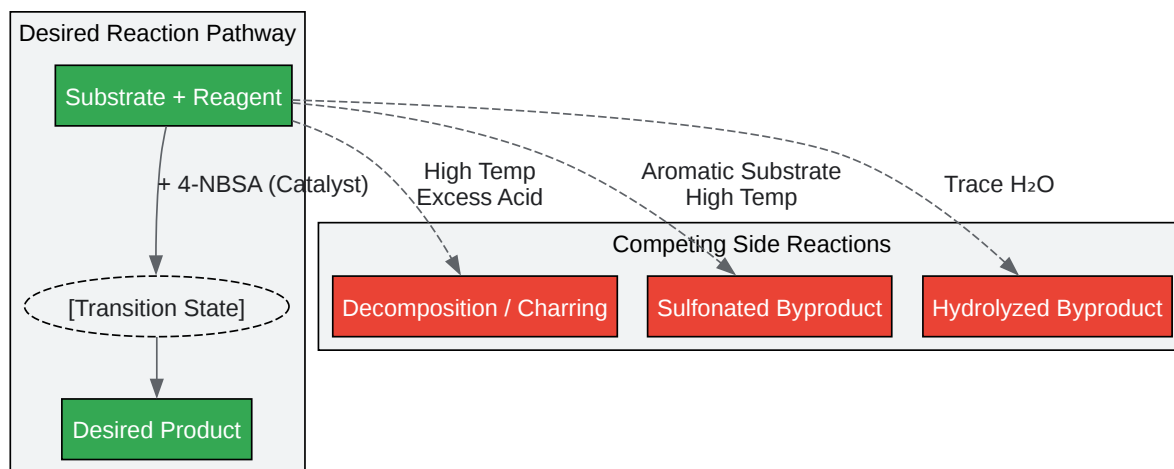 Desired Reaction Pathway
Substrate + Reagent
+ 4-NBSA (Catalyst)
High Temp
Excess Acid
Aromatic Substrate
High Temp
Trace H₂O
Competing Side Reactions
[Transition State]
Decomposition / Charring
Sulfonated Byproduct
Hydrolyzed Byproduct
Desired Product